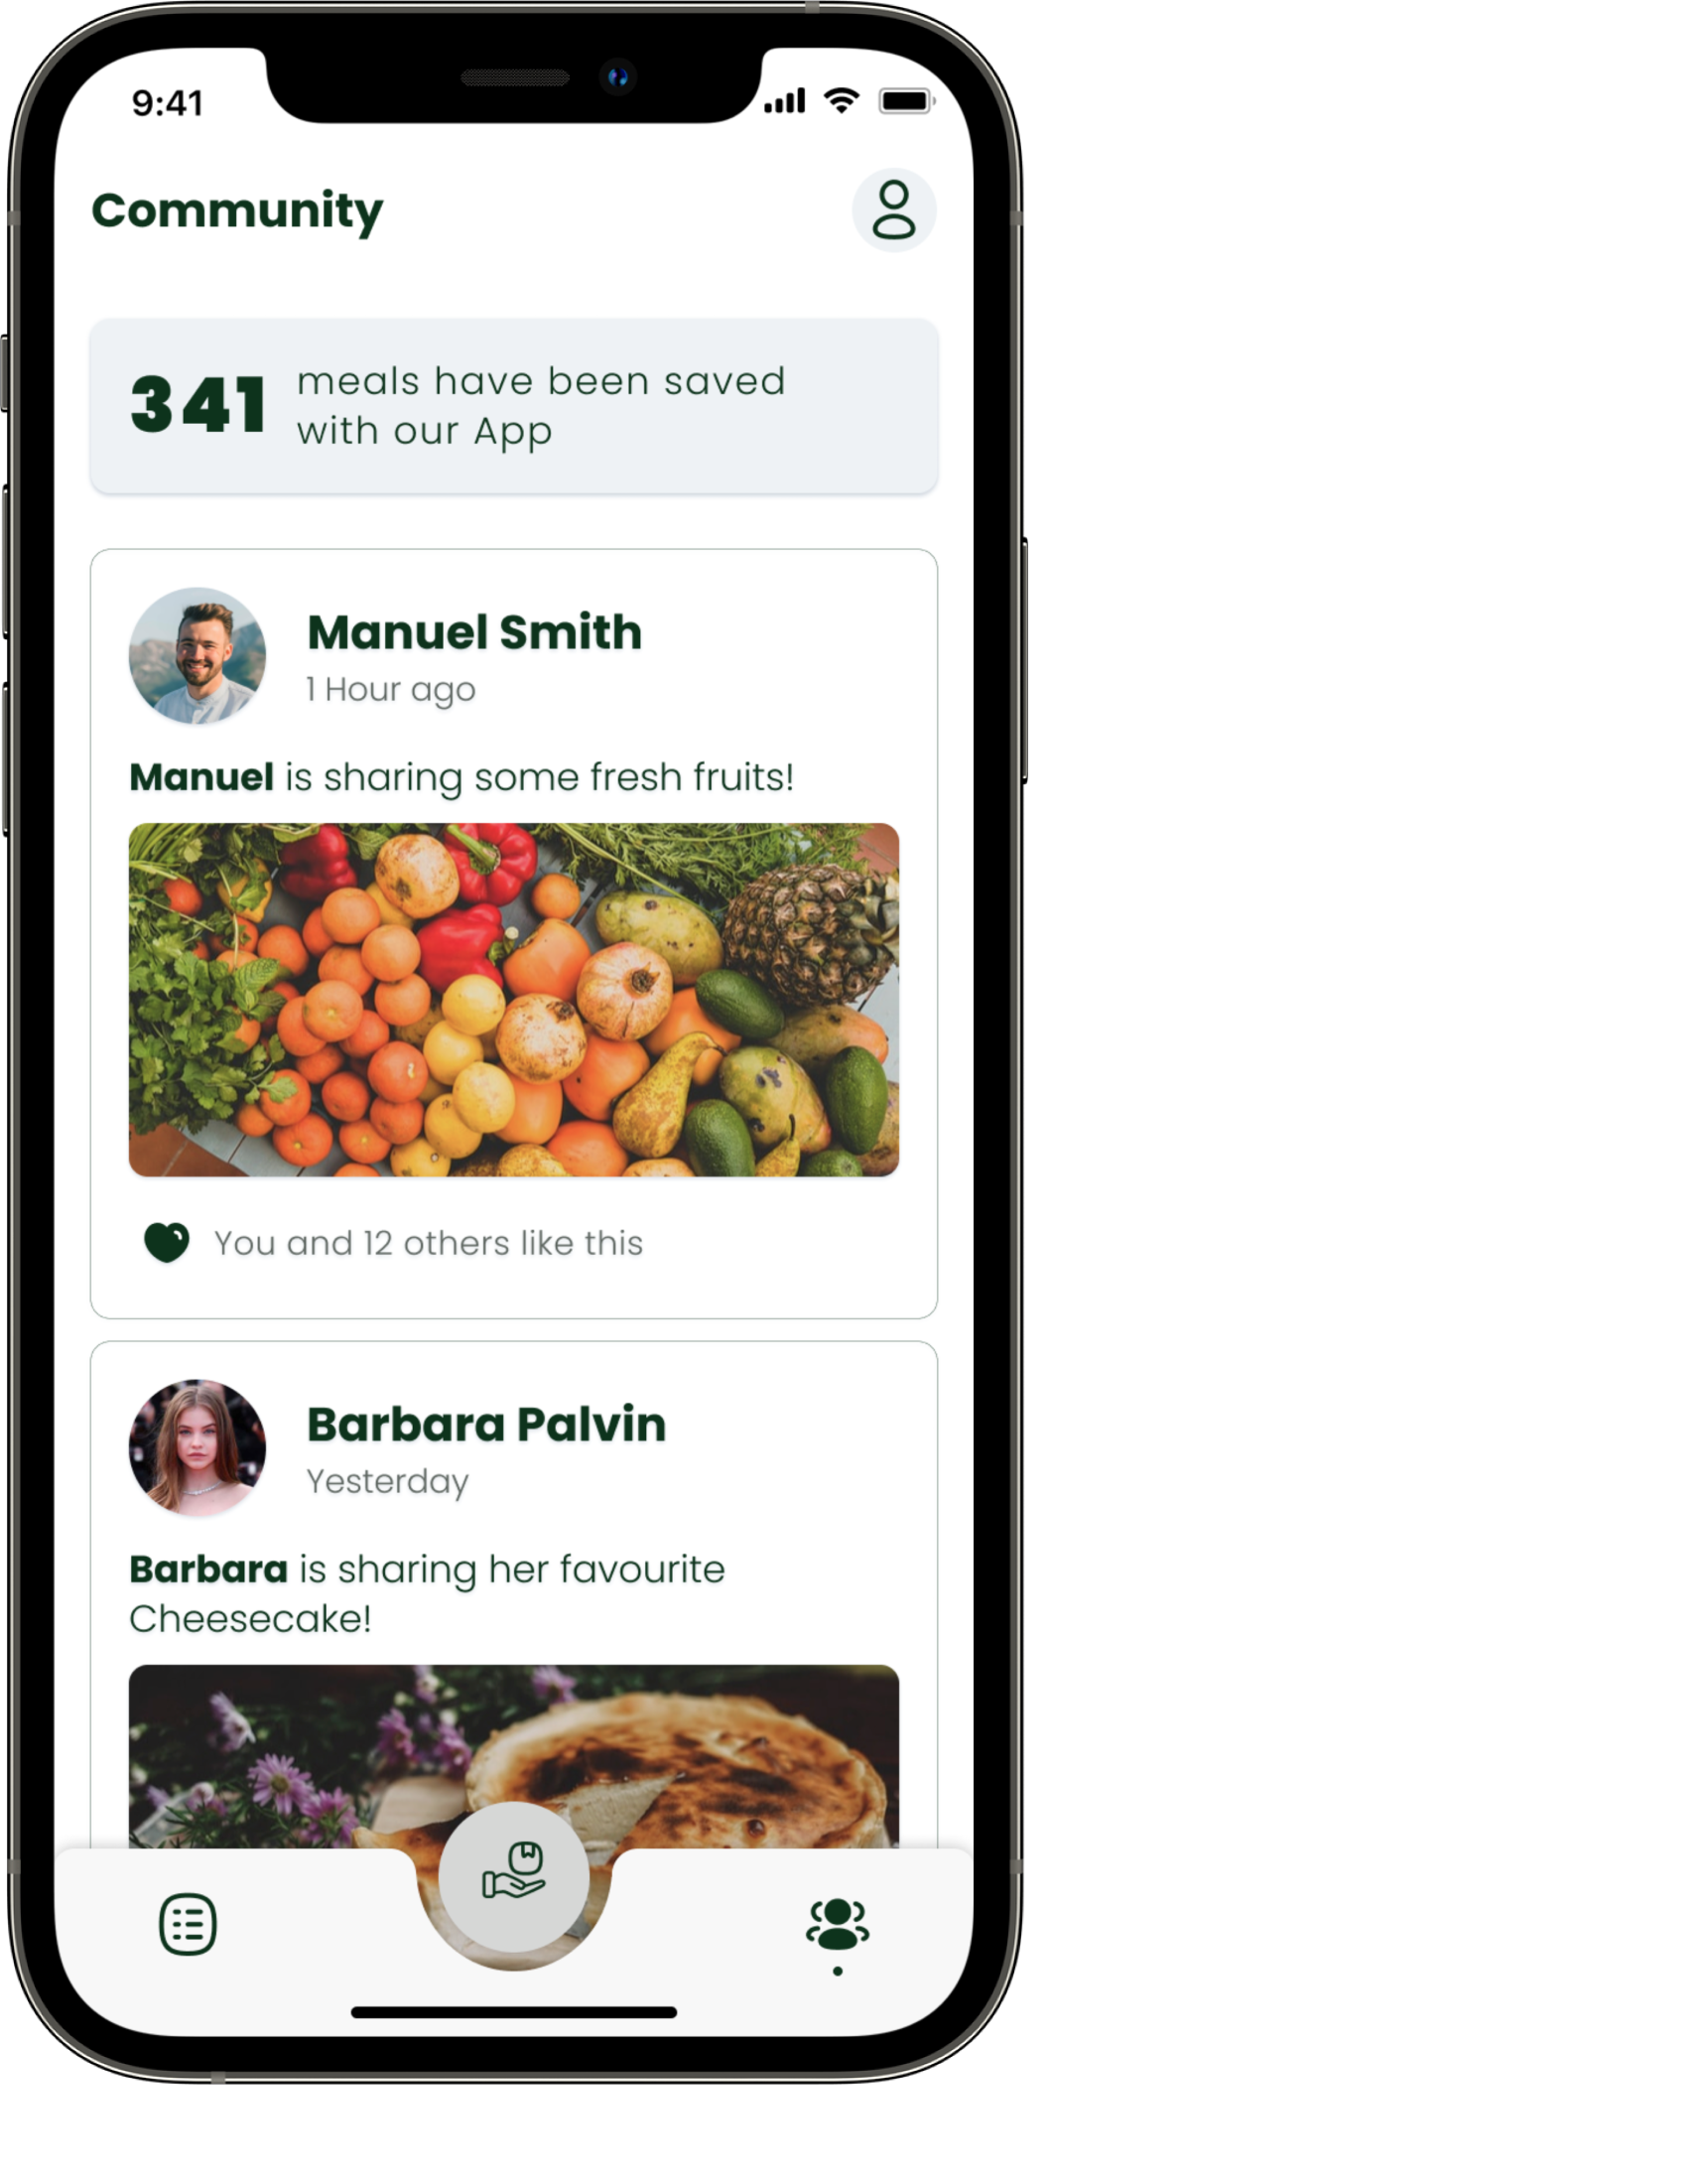 9:41
Community
341
meals have been saved
with our App
Manuel Smith
1 Hour ago
Manuel is sharing some fresh fruits!
You and 12 others like this
Barbara Palvin
Yesterday
Barbara is sharing her favourite
Cheesecake!